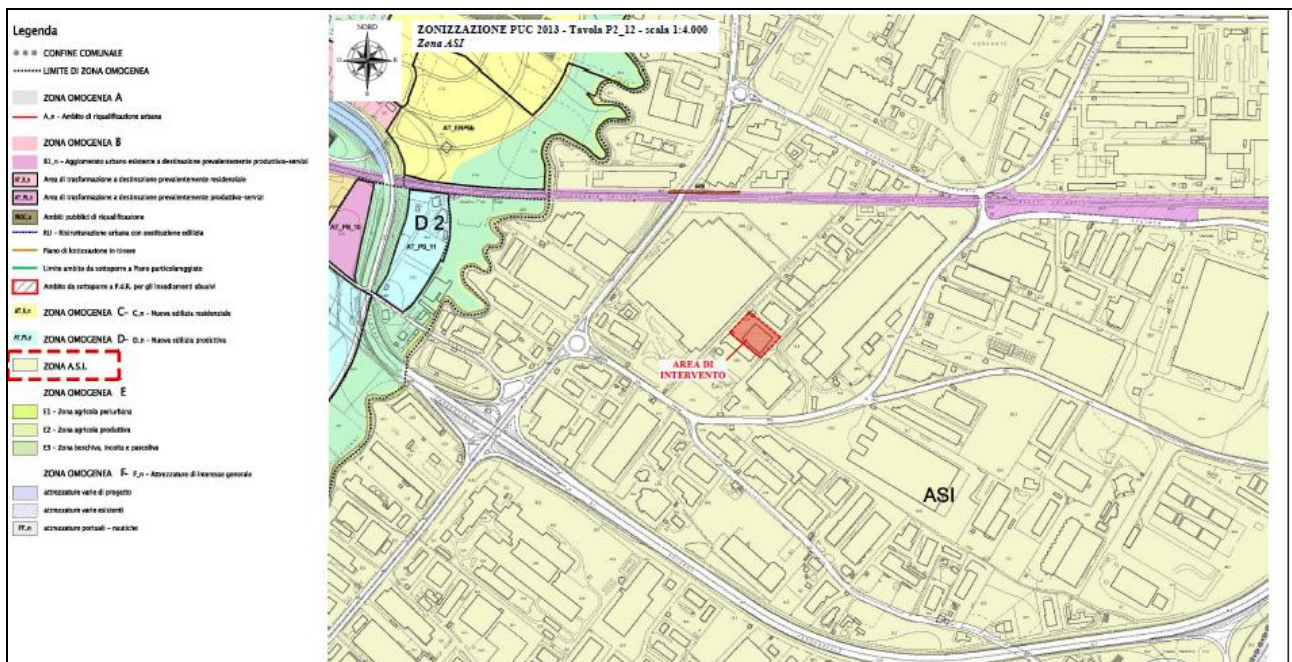 Legenda
CONFINE COMUNALE
LIMITE DI ZONA OMOGENEA
ZONA OMOGENEA A
A_n - Ambito di riqualificazione urbana
ZONA OMOGENEA B
B1_n - Agglomerato urbano esistente a destinazione prevalentemente produttiva-servizi
AT_R_n Area di trasformazione a destinazione prevalentemente residenziale
AT_PS_n Area di trasformazione a destinazione prevalentemente produttiva-servizi
Ambiti pubblici di riqualificazione
RU - Ristrutturazione urbana con sostituzione edilizia
Piano di lottizzazione in itinere
Limite ambito da sottoporre a Piano particolareggiato
Ambito da sottoporre a P.d.R. per gli insediamenti abusivi
ZONA OMOGENEA C- C_n - Nuova edilizia residenziale
ZONA OMOGENEA D- D_n - Nuova edilizia produttiva
ZONA A.S.I.
ZONA OMOGENEA E
E1 - Zona agricola periurbana
E2 - Zona agricola produttiva
E3 - Zona boschiva, incolta e pascoliva
ZONA OMOGENEA F- F_n - Attrezzature di interesse generale
attrezzature varie di progetto
attrezzature varie esistenti
FP_n attrezzature portuali - nautiche
NORD
ZONIZZAZIONE PUC 2013 - Tavola P2_12 - scala 1:4.000
Zona ASI
AT_ERPSb
AT_PS_10
D 2
AT_PS_11
AREA DI
INTERVENTO
ASI